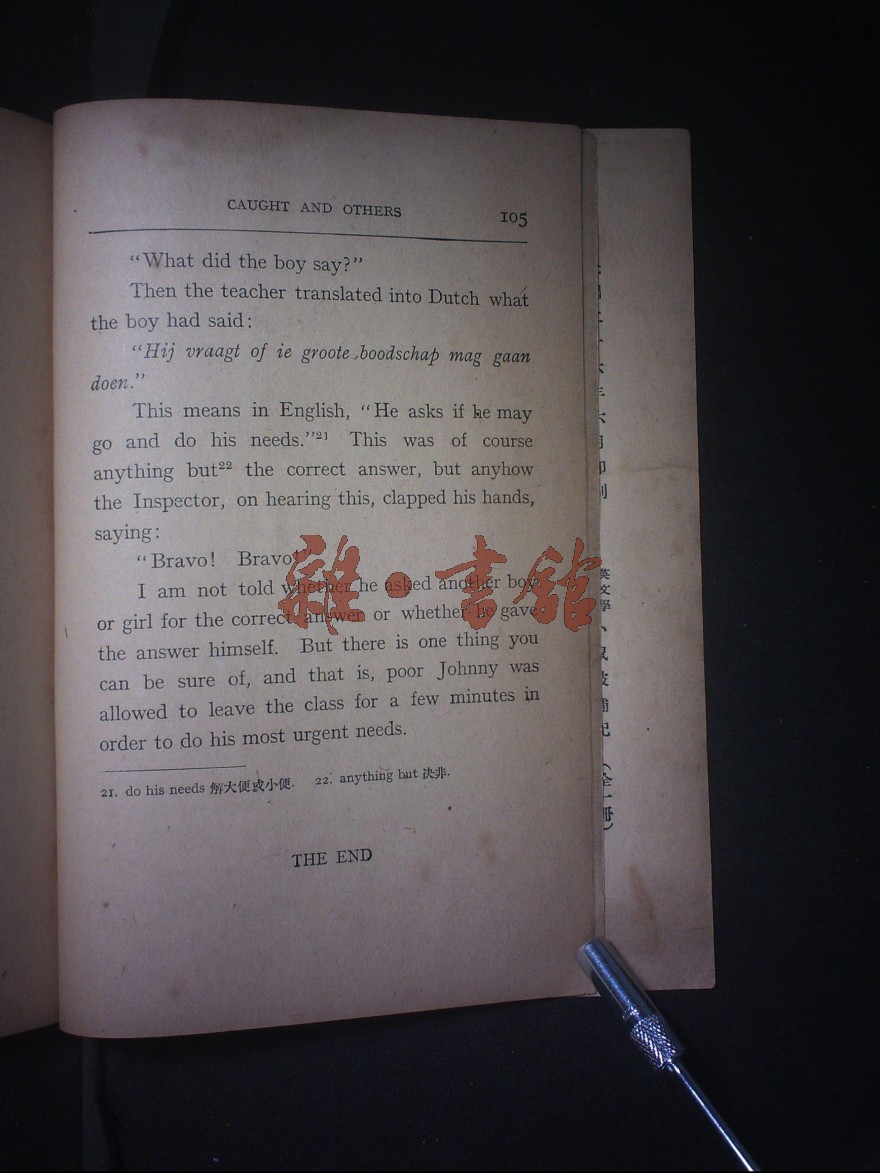 CAUGHT AND OTHERS 105
“What did the boy say?”
Then the teacher translated into Dutch what
the boy had said:
“Hij vraagt of ie groote boodschap mag gaan
doen.”
This means in English, “He asks if he may
go and do his needs.”21 This was of course
anything but22 the correct answer, but anyhow
the Inspector, on hearing this, clapped his hands,
saying:
“Bravo! Bravo!”
I am not told whether he asked another boy
or girl for the correct answer or whether he gave
the answer himself. But there is one thing you
can be sure of, and that is, poor Johnny was
allowed to leave the class for a few minutes in
order to do his most urgent needs.
21. do his needs 解大便或小便. 22. anything but 决非.
THE END
雜·書館
英文學
(全一册)